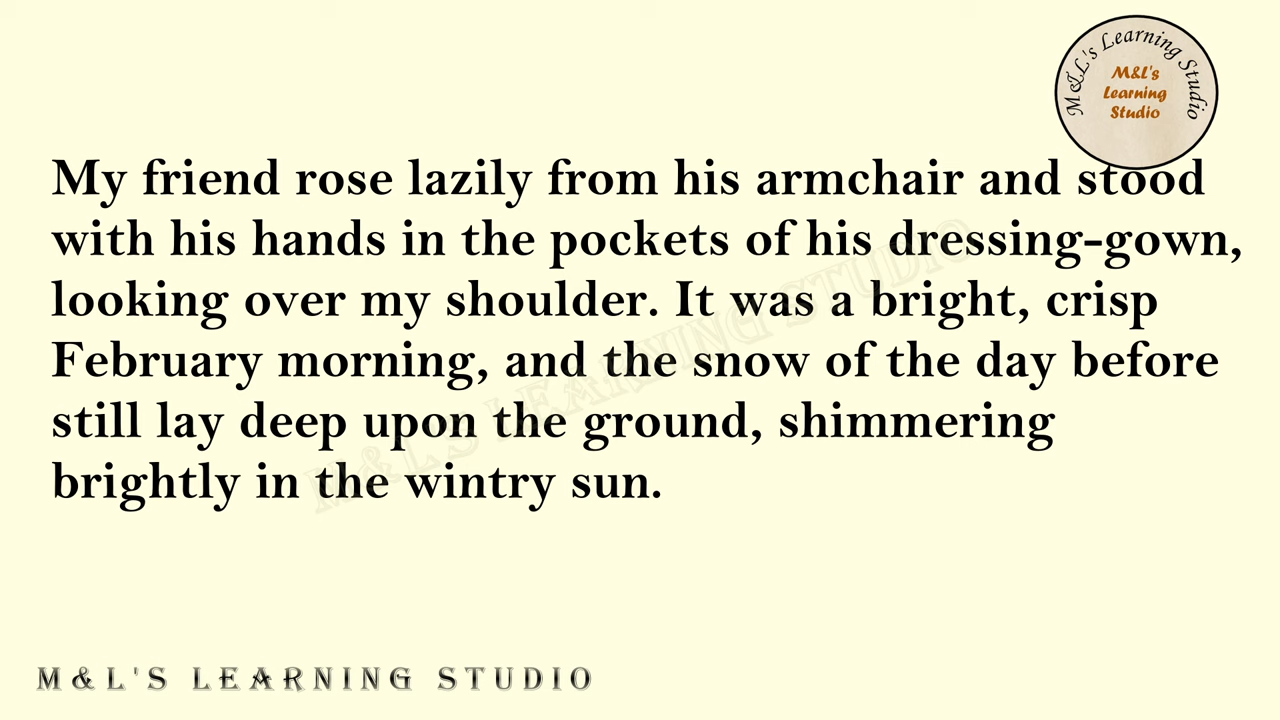 M&L's Learning Studio
M&L's
Learning
Studio
My friend rose lazily from his armchair and stood
with his hands in the pockets of his dressing-gown,
looking over my shoulder. It was a bright, crisp
February morning, and the snow of the day before
still lay deep upon the ground, shimmering
brightly in the wintry sun.
M&L'S LEARNING STUDIO
M&L'S LEARNING STUDIO